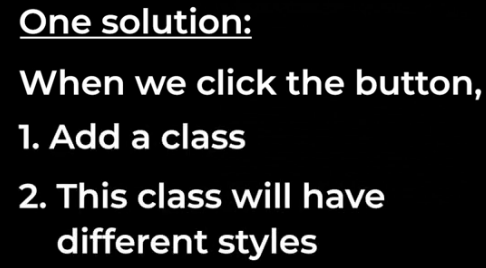 One solution:
When we click the button,
1. Add a class
2. This class will have
different styles